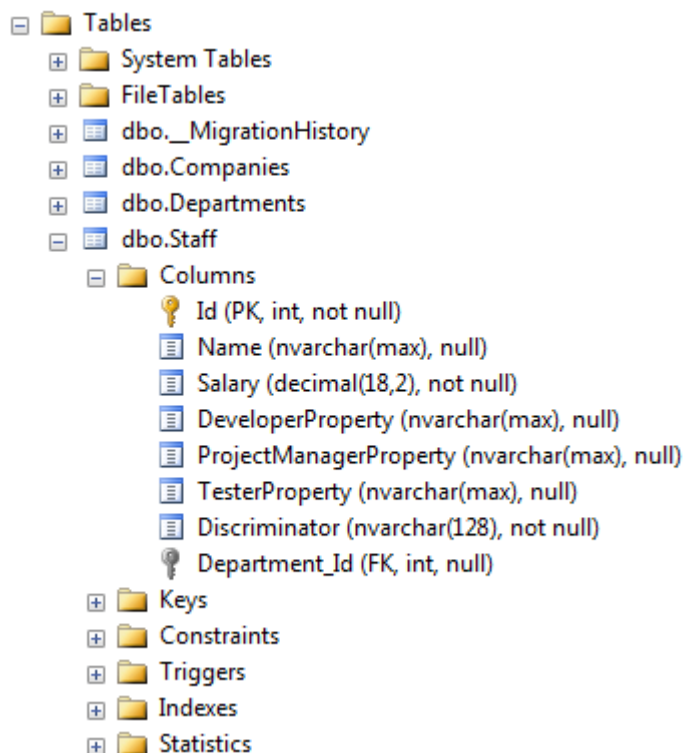 Tables
System Tables
FileTables
dbo.__MigrationHistory
dbo.Companies
dbo.Departments
dbo.Staff
Columns
Id (PK, int, not null)
Name (nvarchar(max), null)
Salary (decimal(18,2), not null)
DeveloperProperty (nvarchar(max), null)
ProjectManagerProperty (nvarchar(max), null)
TesterProperty (nvarchar(max), null)
Discriminator (nvarchar(128), not null)
Department_Id (FK, int, null)
Keys
Constraints
Triggers
Indexes
Statistics